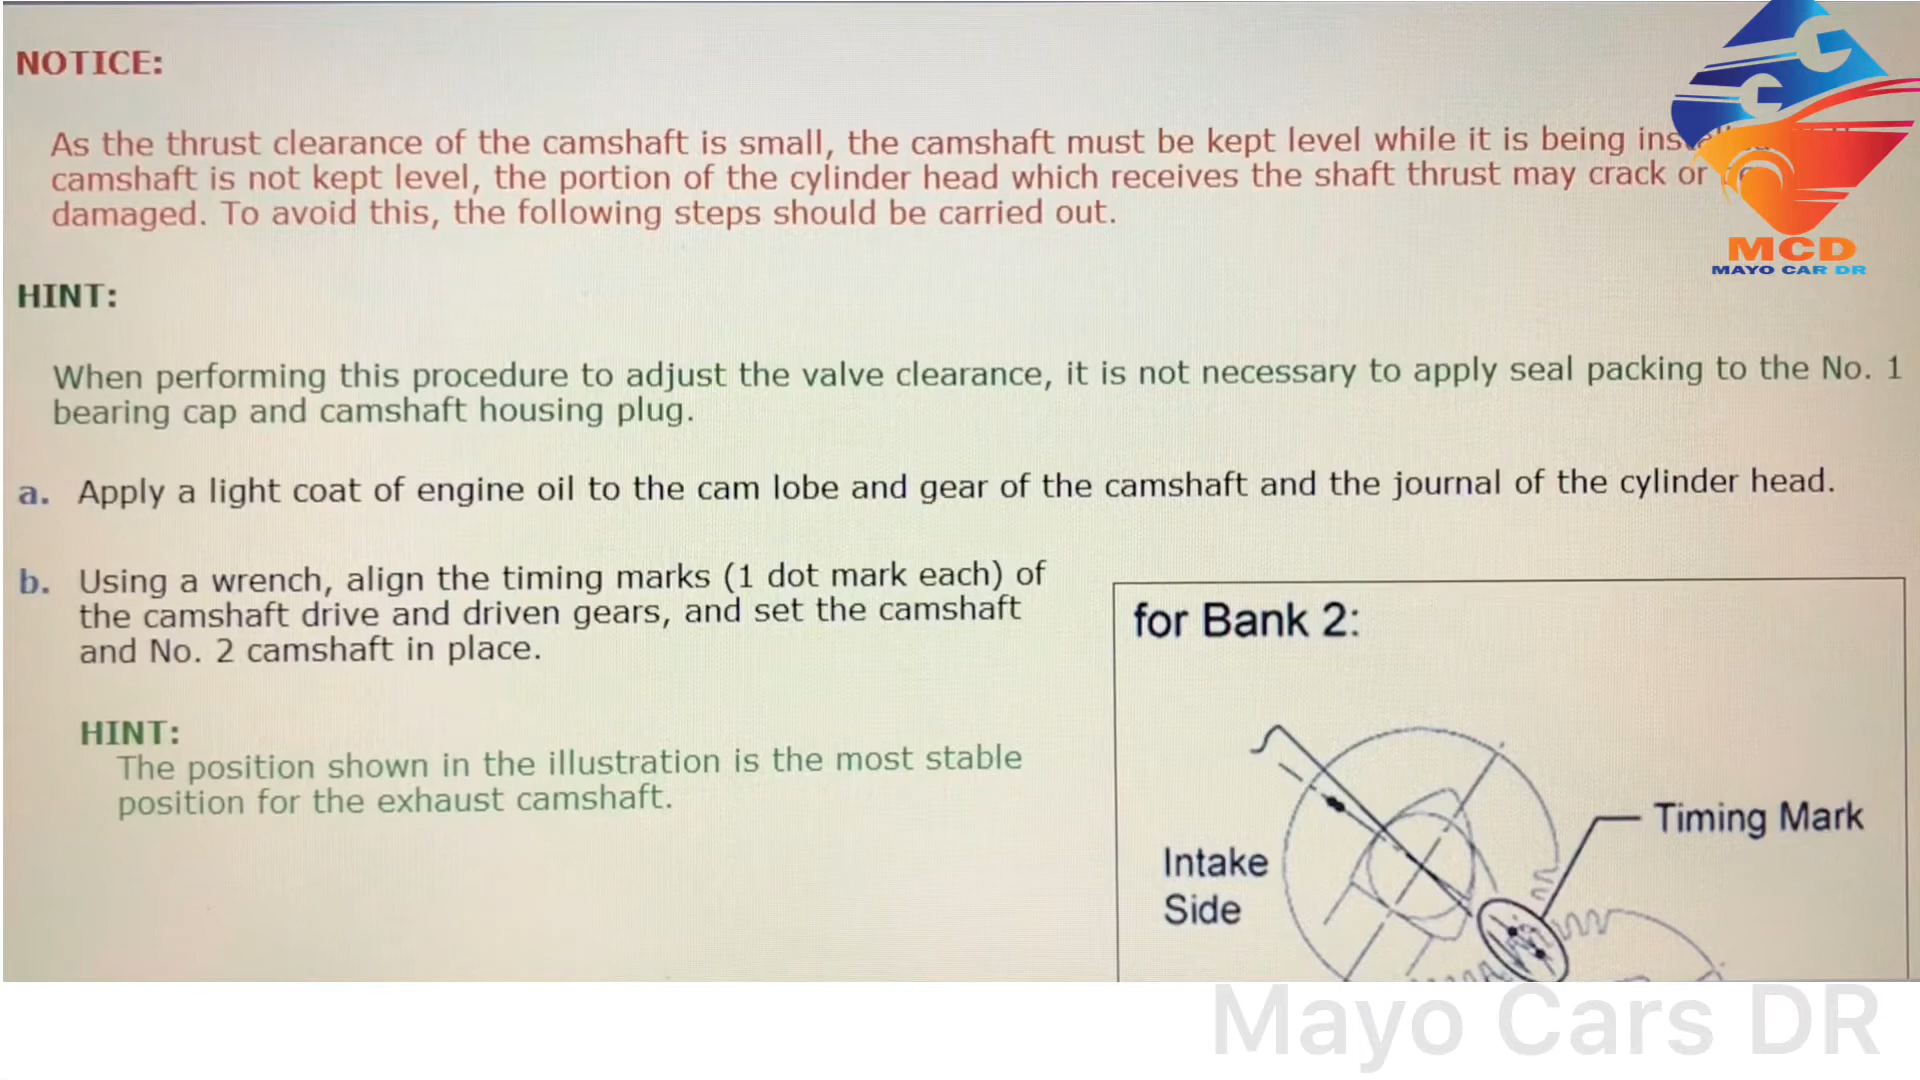 NOTICE:
As the thrust clearance of the camshaft is small, the camshaft must be kept level while it is being
camshaft is not kept level, the portion of the cylinder head which receives the shaft thrust may crack or
damaged. To avoid this, the following steps should be carried out.
MCD
MAYO CAR DR
HINT:
When performing this procedure to adjust the valve clearance, it is not necessary to apply seal packing to the No. 1
bearing cap and camshaft housing plug.
a. Apply a light coat of engine oil to the cam lobe and gear of the camshaft and the journal of the cylinder head.
b. Using a wrench, align the timing marks (1 dot mark each) of
the camshaft drive and driven gears, and set the camshaft
and No. 2 camshaft in place.
HINT:
The position shown in the illustration is the most stable
position for the exhaust camshaft.
for Bank 2:
Timing Mark
Intake
Side
Mayo Cars DR